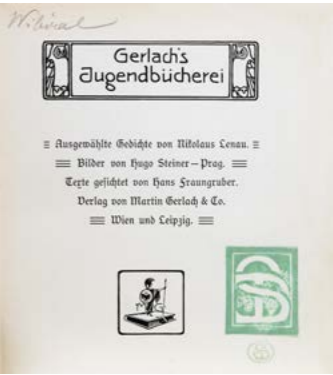 Gerlach's
Jugendbücherei
Ausgewählte Gedichte von Nikolaus Lenau.
Bilder von Hugo Steiner-Prag.
Texte gesichtet von Hans Fraungruber.
Verlag von Martin Gerlach & Co.
Wien und Leipzig.